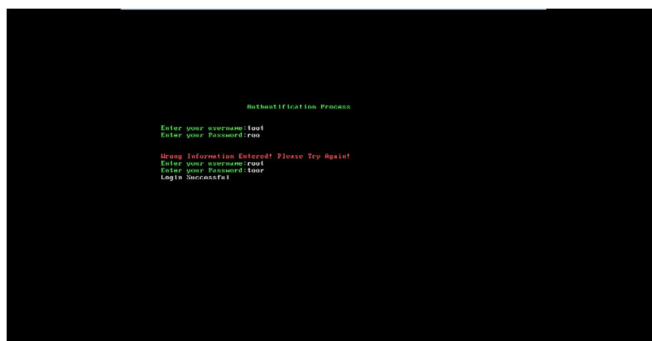 Authentification Process
Enter your username:toot
Enter your Password:roo
Wrong Information Entered! Please Try Again!
Enter your username:root
Enter your Password:toor
Login Successful